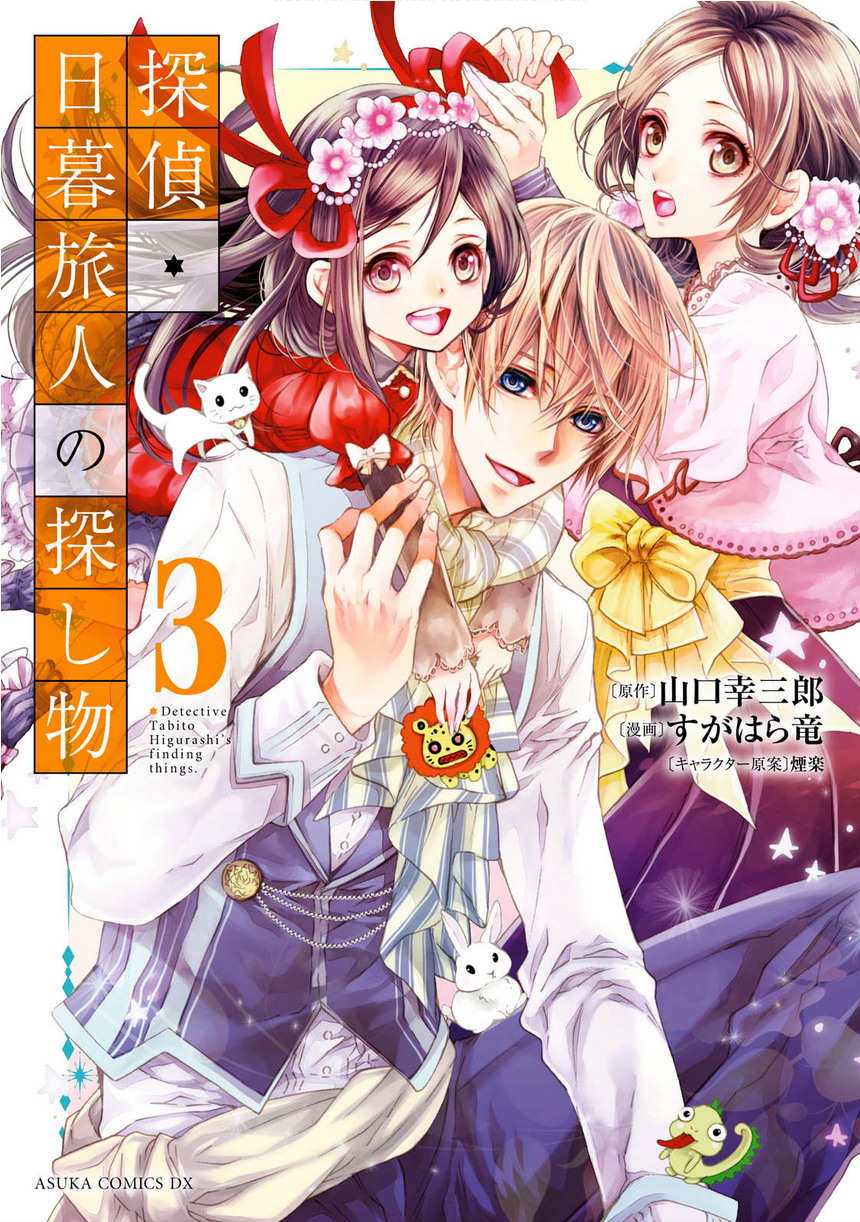 探偵★
日暮旅人の探し物
3
✶Detective
Tabito
Higurashi's
finding
things.
〔原作〕山口幸三郎
〔漫画〕すがはら竜
〔キャラクター原案〕煙楽
ASUKA COMICS DX